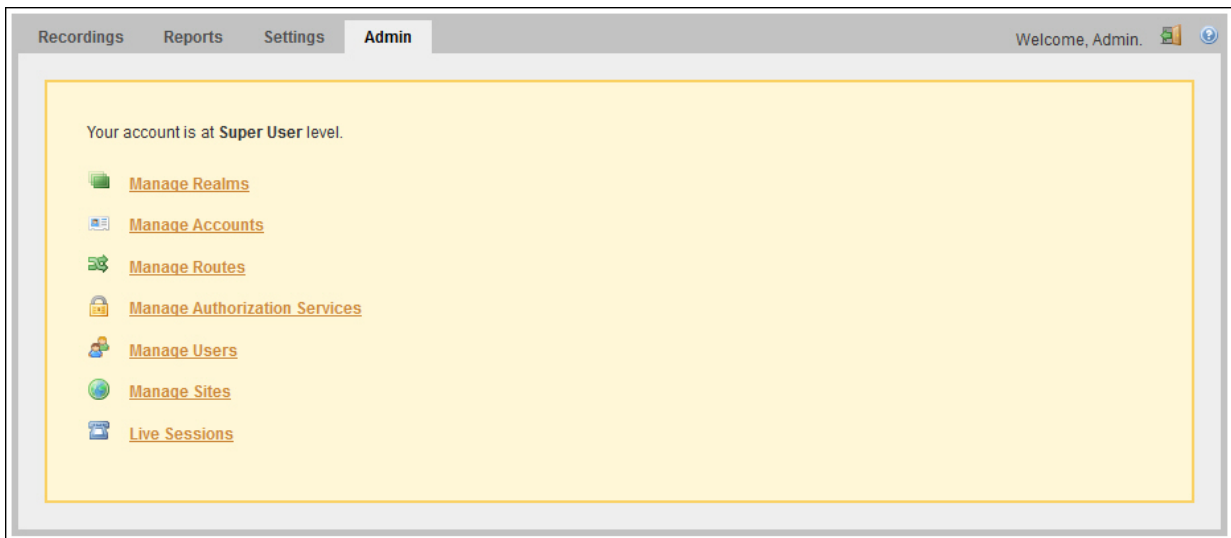 Recordings Reports Settings Admin Welcome, Admin.
Your account is at Super User level.
Manage Realms
Manage Accounts
Manage Routes
Manage Authorization Services
Manage Users
Manage Sites
Live Sessions